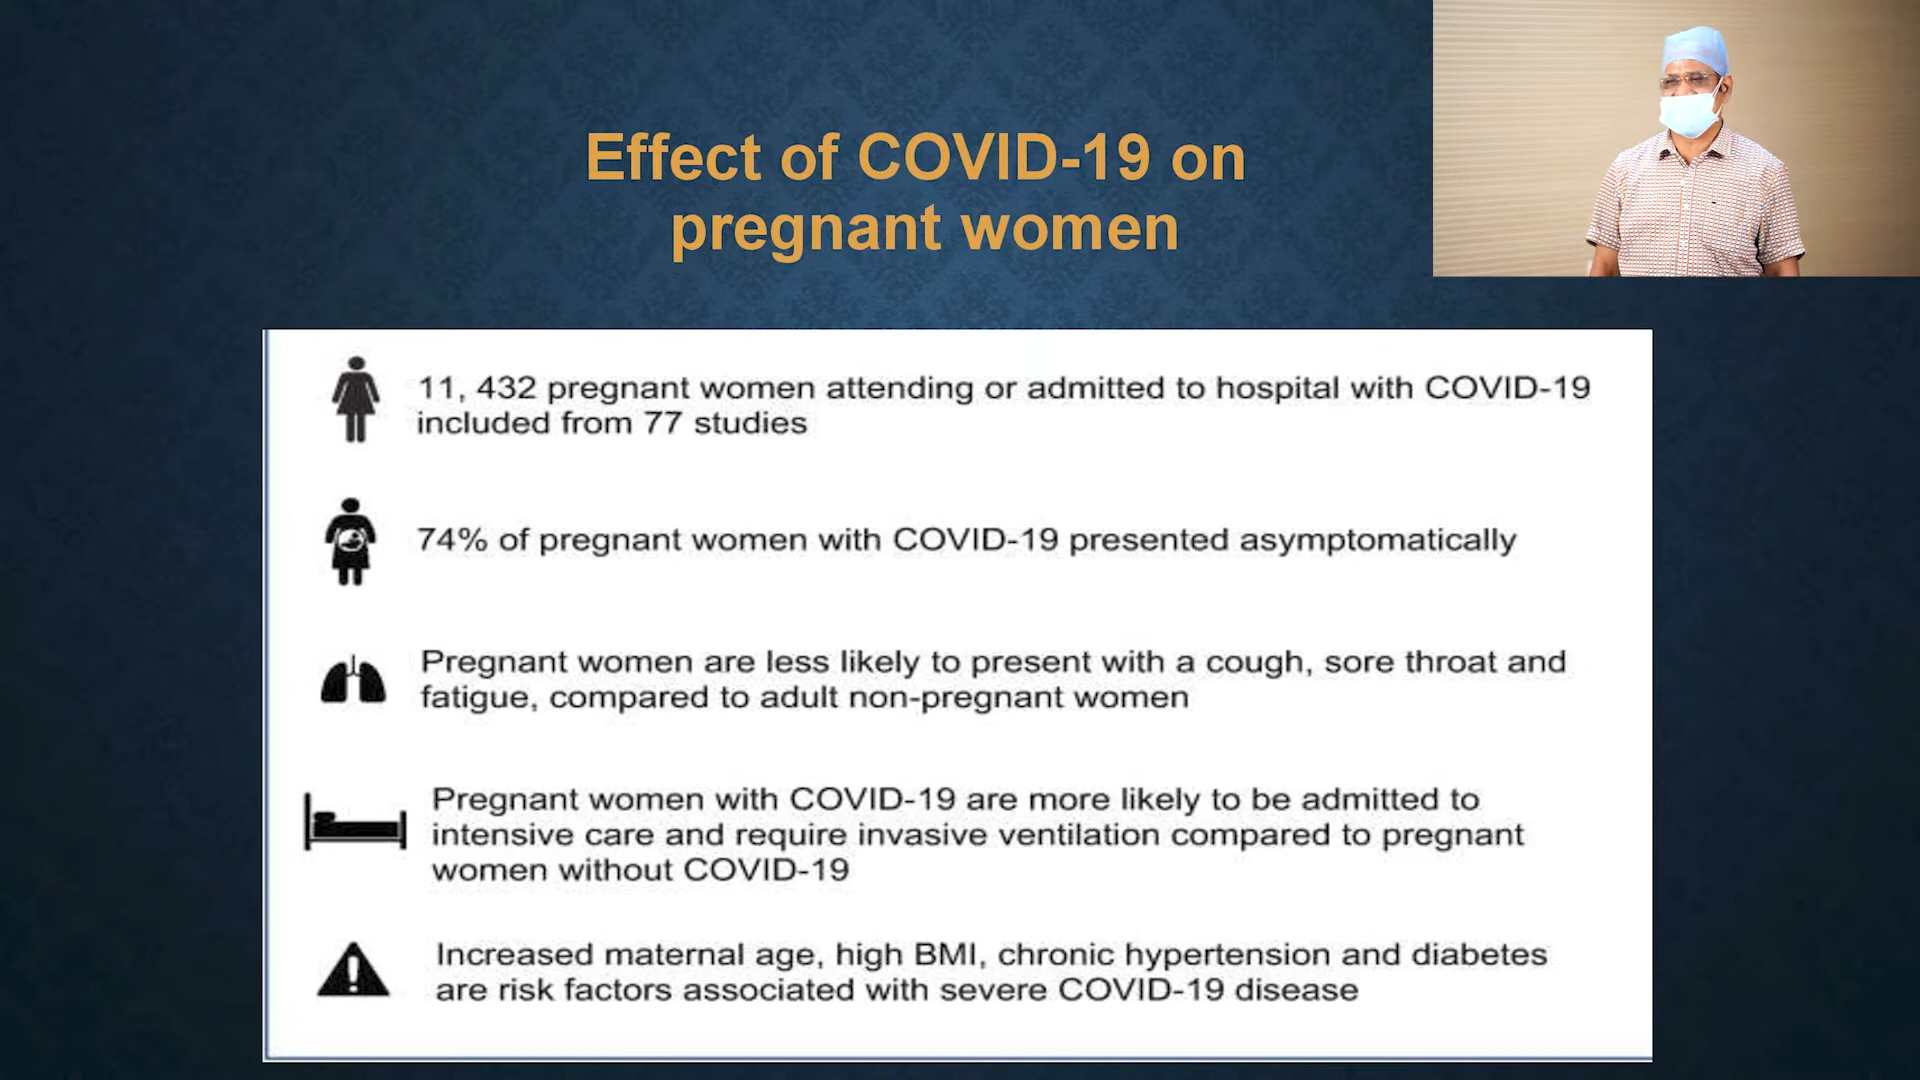 Effect of COVID-19 on
pregnant women
11, 432 pregnant women attending or admitted to hospital with COVID-19
included from 77 studies
74% of pregnant women with COVID-19 presented asymptomatically
Pregnant women are less likely to present with a cough, sore throat and
fatigue, compared to adult non-pregnant women
Pregnant women with COVID-19 are more likely to be admitted to
intensive care and require invasive ventilation compared to pregnant
women without COVID-19
Increased maternal age, high BMI, chronic hypertension and diabetes
are risk factors associated with severe COVID-19 disease